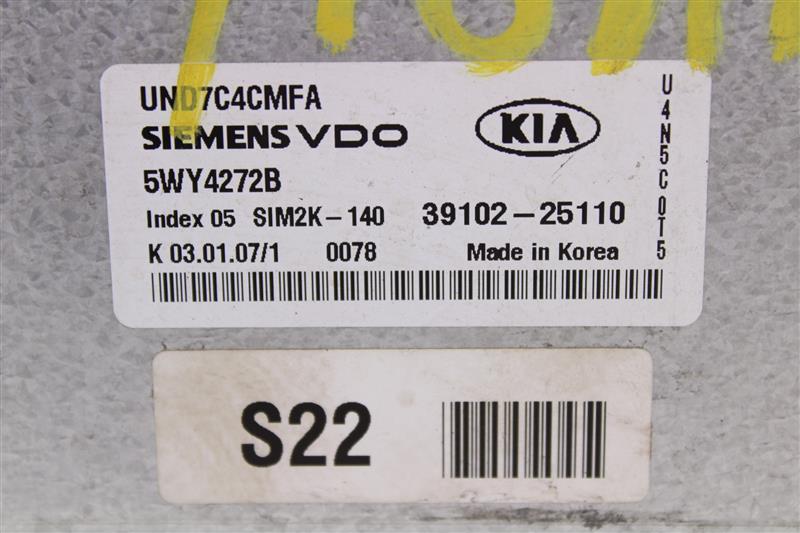 UND7C4CMFA
SIEMENS VDO
KIA
5WY4272B
Index 05 SIM2K-140 39102-25110
K 03.01.07/1 0078 Made in Korea
U4N5C0T5
S22